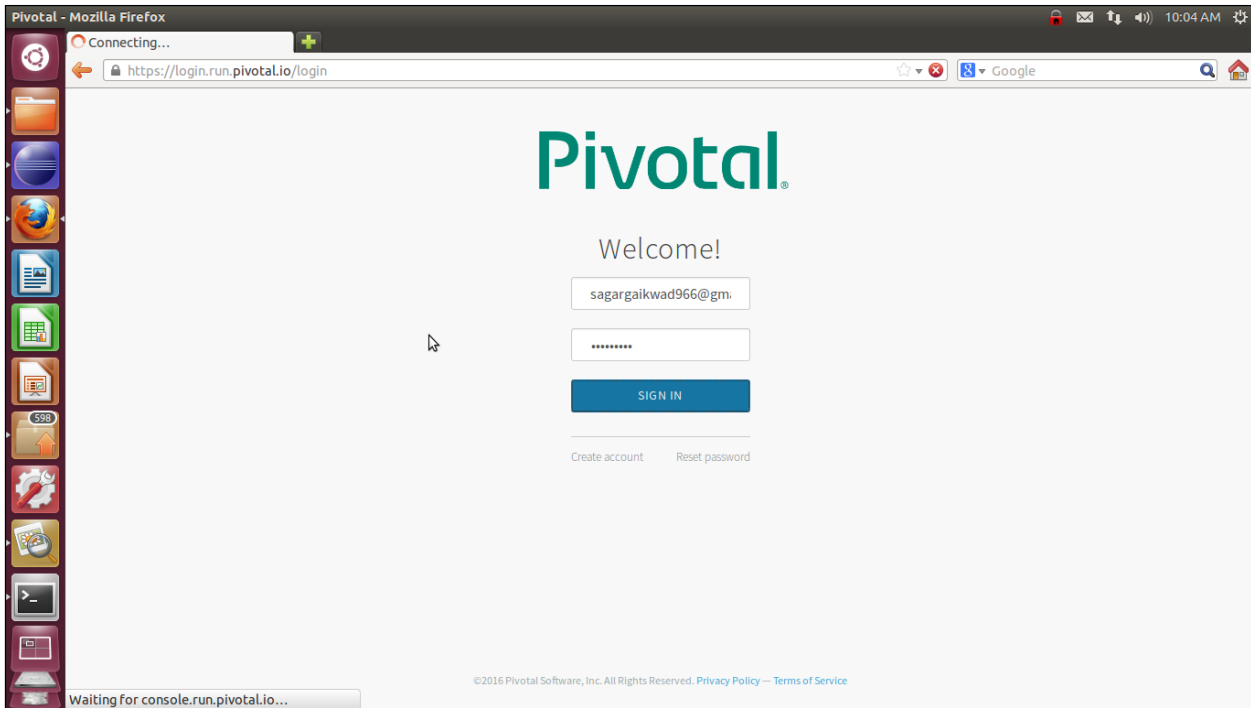 Pivotal - Mozilla Firefox
10:04 AM
Connecting...
https://login.run.pivotal.io/login
Google
Pivotal®
Welcome!
sagargaikwad966@gm
SIGN IN
598
Create account Reset password
©2016 Pivotal Software, Inc. All Rights Reserved. Privacy Policy — Terms of Service
Waiting for console.run.pivotal.io...